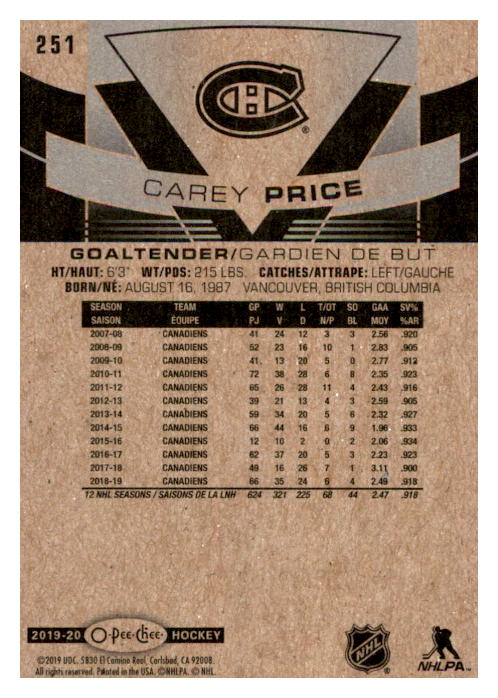 251
C H
®
CAREY PRICE
GOALTENDER/GARDIEN DE BUT
HT/HAUT: 6'3" WT/PDS: 215 LBS. CATCHES/ATTRAPE: LEFT/GAUCHE
BORN/NÉ: AUGUST 16, 1987 VANCOUVER, BRITISH COLUMBIA
SEASON TEAM GP W L T/OT SO GAA SV%
SAISON ÉQUIPE PJ V D N/P BL MOY %AR
2007-08 CANADIENS 41 24 12 3 3 2.56 .920
2008-09 CANADIENS 52 23 16 10 1 2.83 .905
2009-10 CANADIENS 41 13 20 5 0 2.77 .912
2010-11 CANADIENS 72 38 28 6 8 2.35 .923
2011-12 CANADIENS 65 26 28 11 4 2.43 .916
2012-13 CANADIENS 39 21 13 4 3 2.59 .905
2013-14 CANADIENS 59 34 20 5 6 2.32 .927
2014-15 CANADIENS 66 44 16 6 9 1.96 .933
2015-16 CANADIENS 12 10 2 0 2 2.06 .934
2016-17 CANADIENS 62 37 20 5 3 2.23 .923
2017-18 CANADIENS 49 16 26 7 1 3.11 .900
2018-19 CANADIENS 66 35 24 6 4 2.49 .918
12 NHL SEASONS / SAISONS DE LA LNH 624 321 225 68 44 2.47 .918
2019-20 O-Pee-Chee HOCKEY
©2019 UDC. 5830 El Camino Real, Carlsbad, CA 92008.
All rights reserved. Printed in the USA. ©NHLPA. © NHL.
NHL ®
NHLPA™